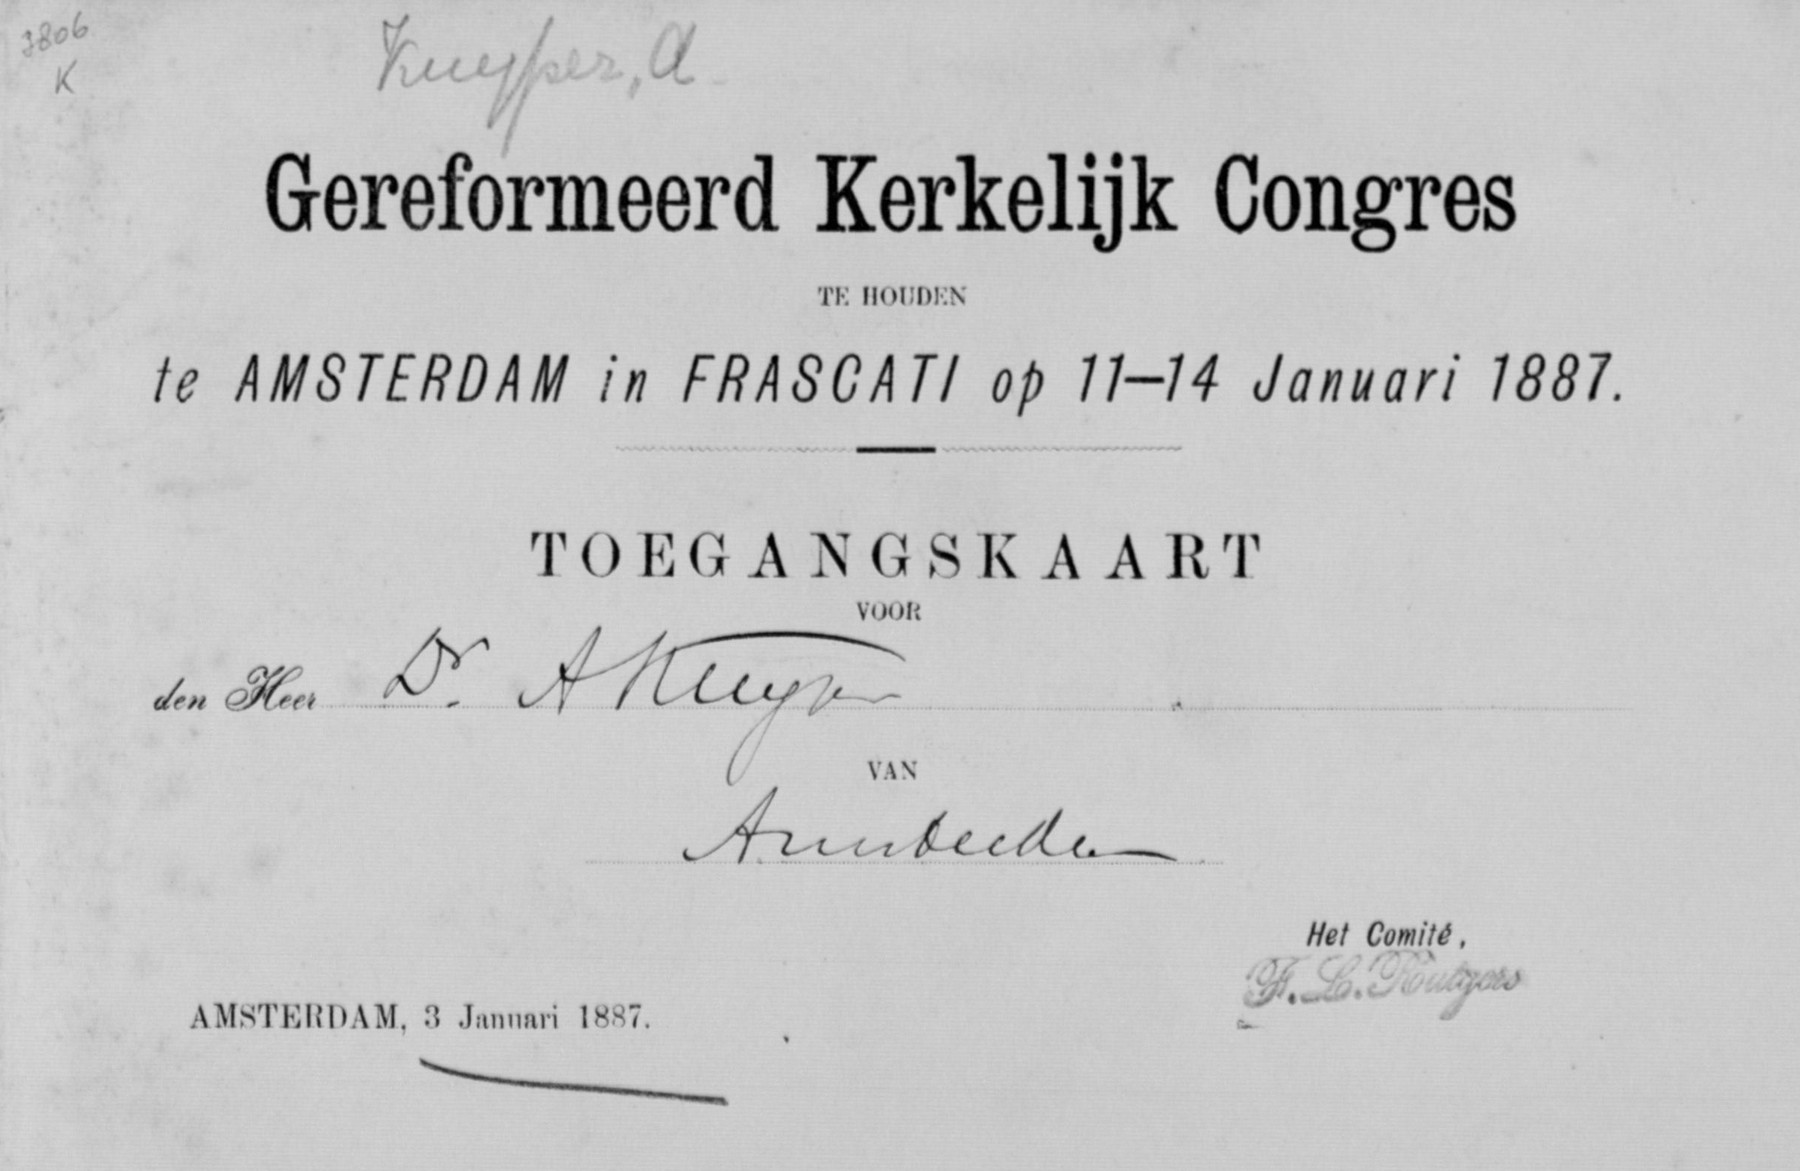 3806
K
Kuyper, A
Gereformeerd Kerkelijk Congres
TE HOUDEN
te AMSTERDAM in FRASCATI op 11—14 Januari 1887.
TOEGANGSKAART
VOOR
den Heer Dr. A Kuyper
VAN
Amsterdam
Het Comité,
F. L. Rutgers
AMSTERDAM, 3 Januari 1887.